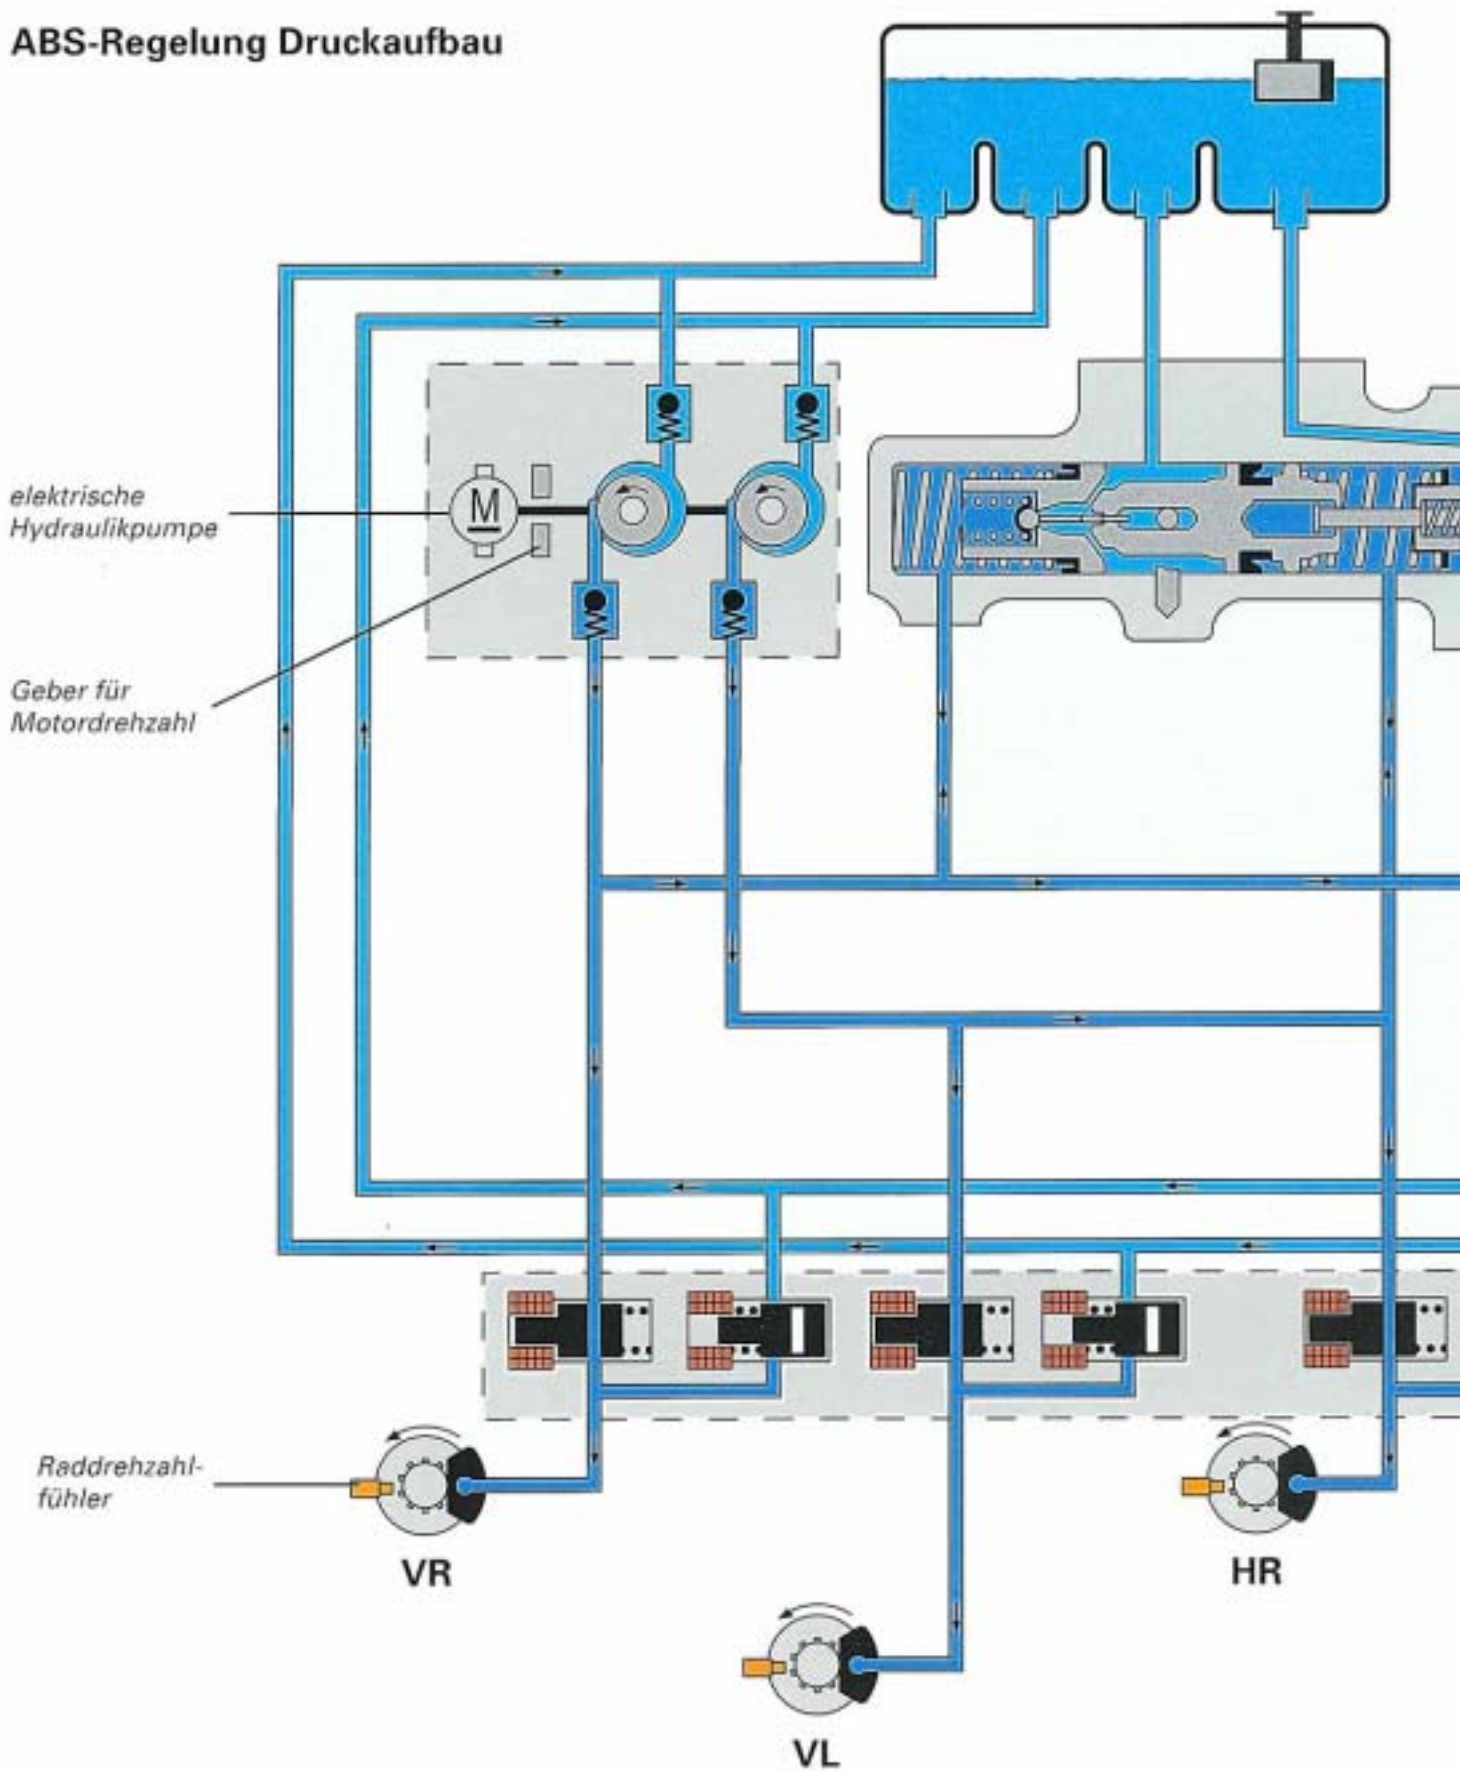 ABS-Regelung Druckaufbau
elektrische
Hydraulikpumpe
M
Geber für
Motordrehzahl
Raddrehzahl-
fühler
VR
HR
VL